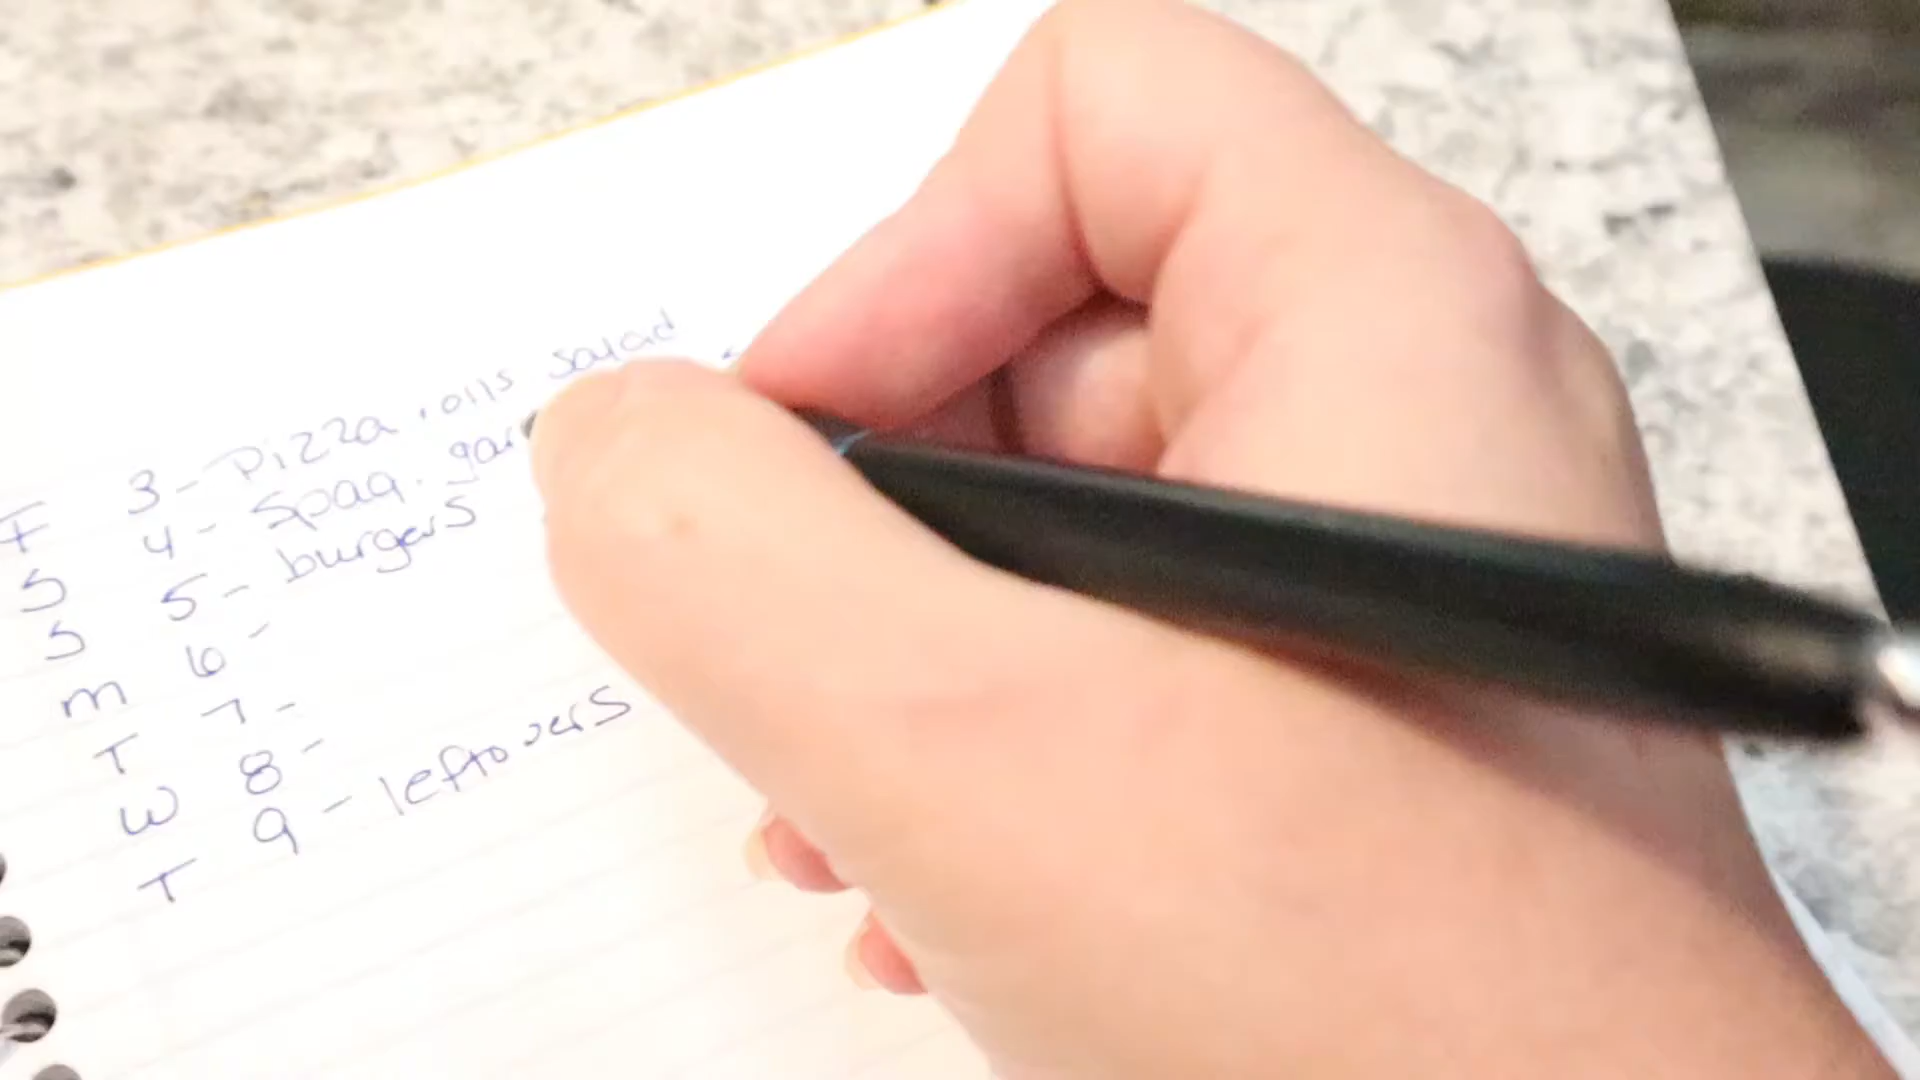 F 3 - Pizza rolls salad
S 4 - Spag. gar
S 5 - burgers
m 6 -
T 7 -
W 8 -
T 9 - leftovers